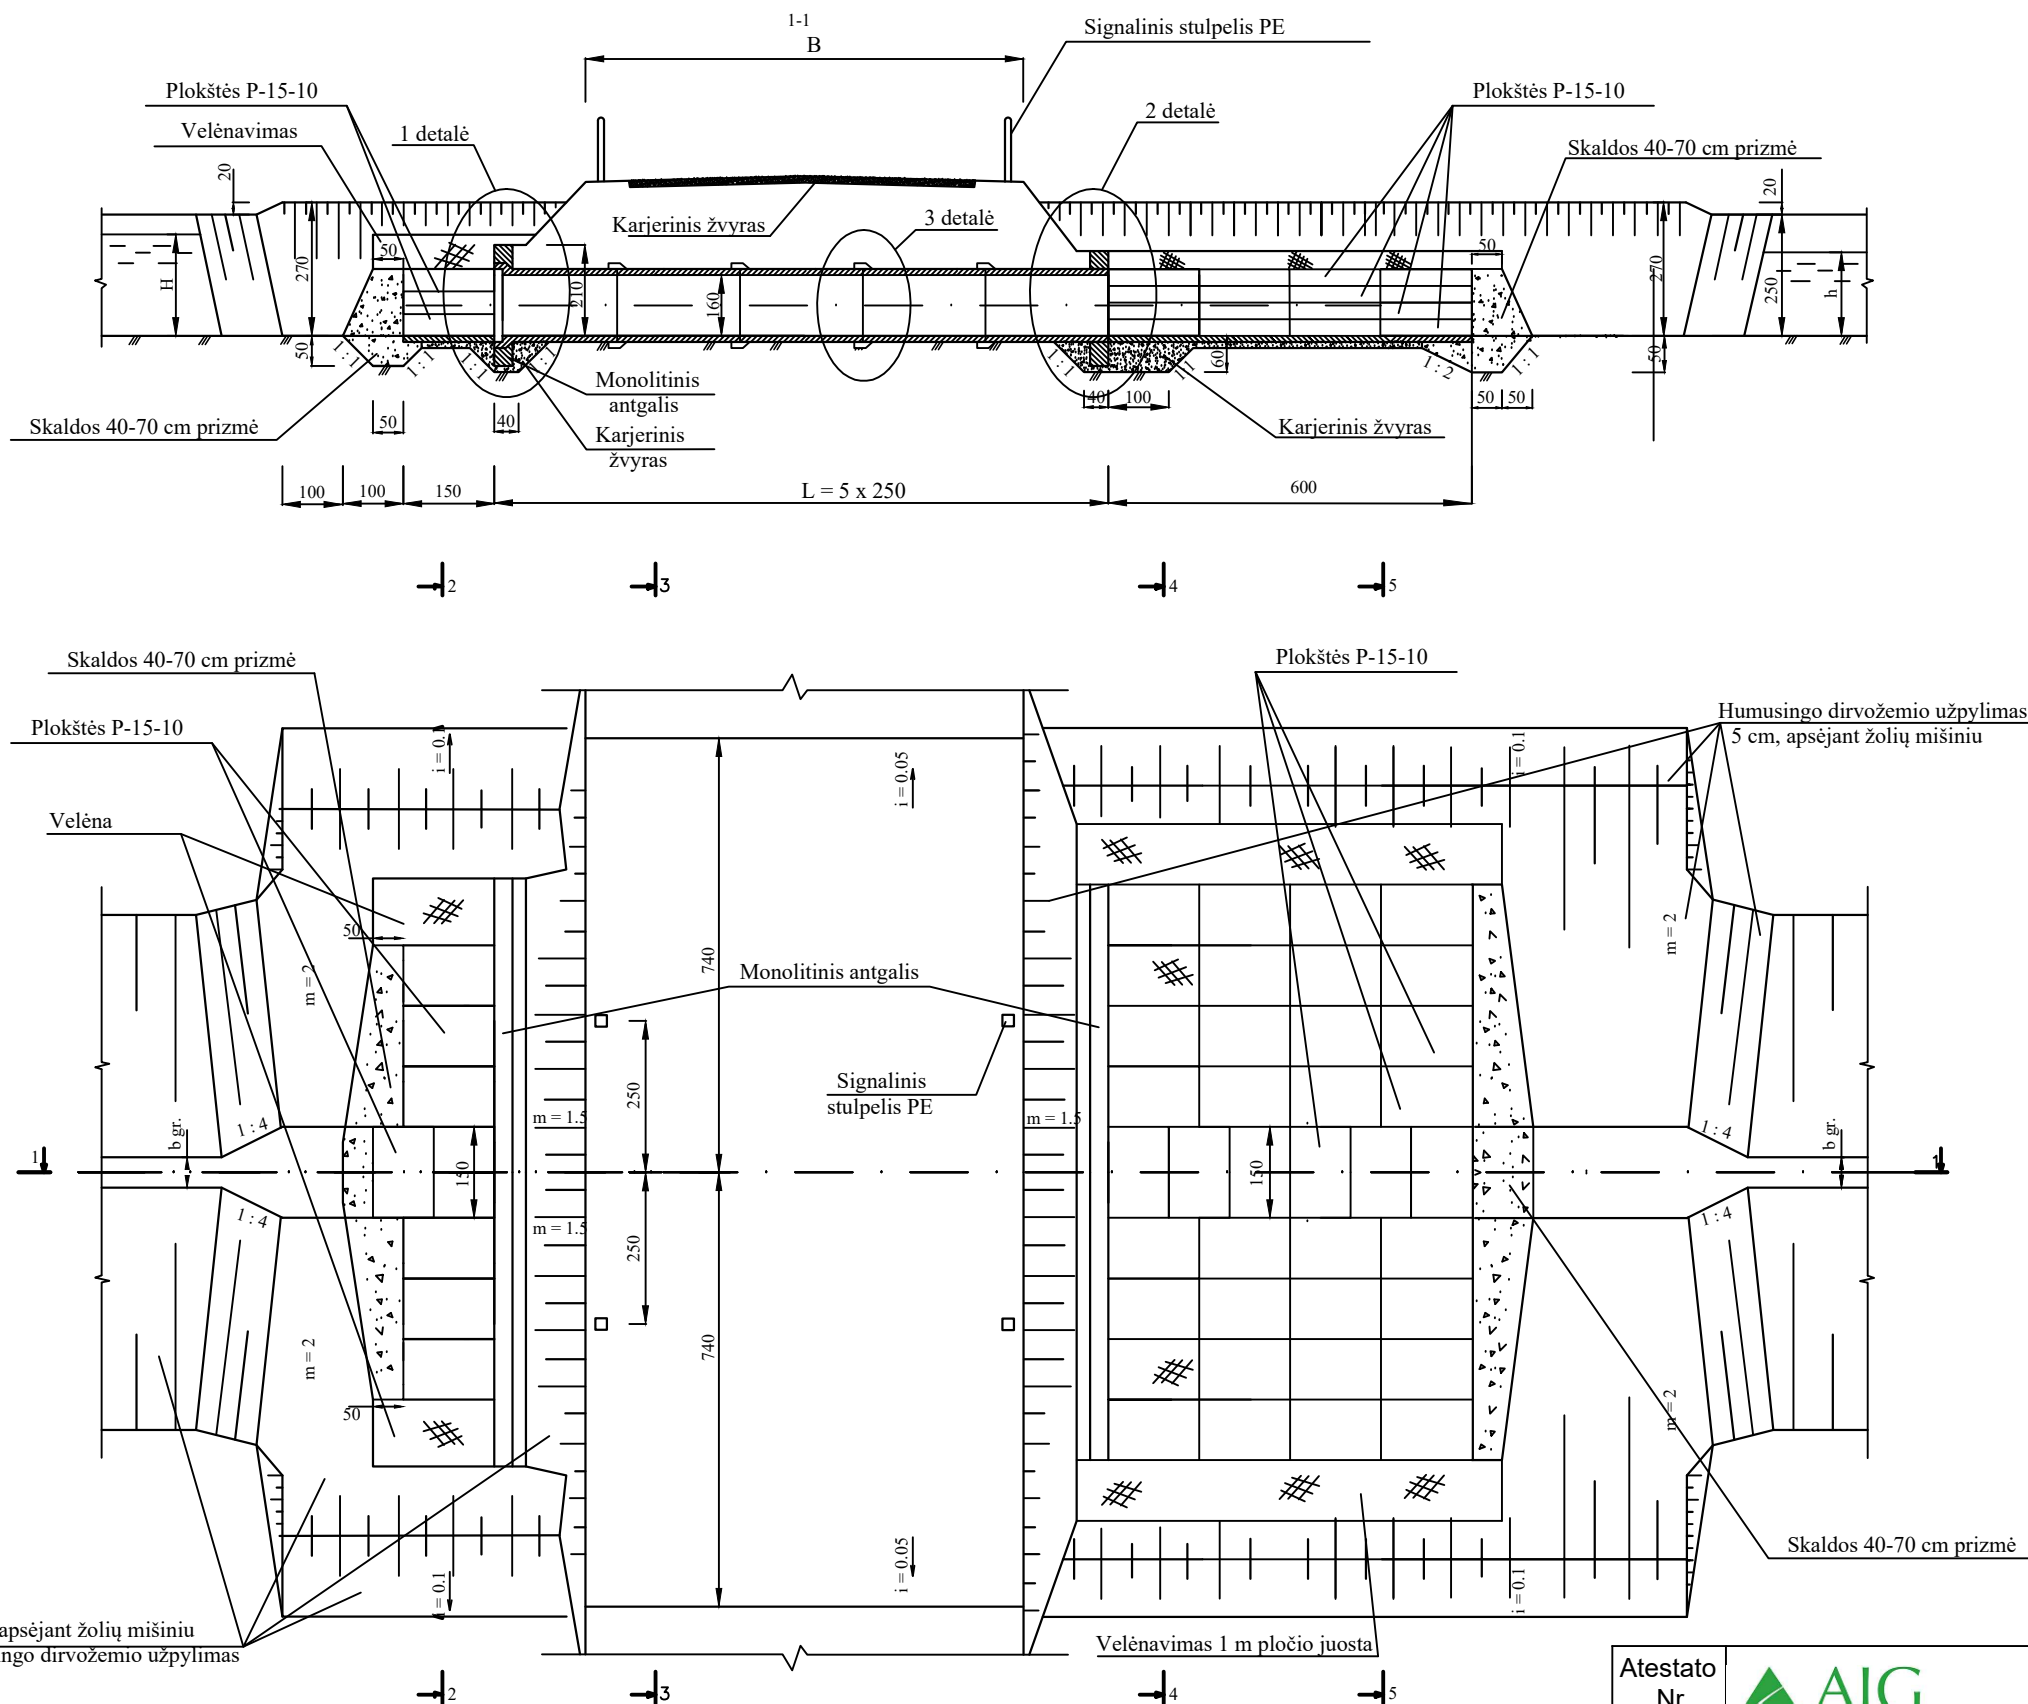 1-1
B
Signalinis stulpelis PE
Plokštės P-15-10
Velėnavimas
1 detalė
2 detalė
Plokštės P-15-10
Skaldos 40-70 cm prizmė
20
20
Karjerinis žvyras
3 detalė
50
50
H
270
210
160
270
250
h
50
1:1
1:1
1:1
1:1
1:1
1:1
60
1 : 2
1:1
50
Monolitinis
antgalis
Skaldos 40-70 cm prizmė
50
40
Karjerinis
žvyras
40
100
50
50
Karjerinis žvyras
100
100
150
L = 5 x 250
600
2
3
4
5
Skaldos 40-70 cm prizmė
Plokštės P-15-10
Plokštės P-15-10
Humusingo dirvožemio užpylimas
5 cm, apsėjant žolių mišiniu
i = 0.1
i = 0.05
i = 0.1
Velėna
50
m = 2
740
Monolitinis antgalis
m = 2
Signalinis
stulpelis PE
250
m = 1.5
m = 1.5
1 : 4
b gr.
150
150
1 : 4
b gr.
1
1
1 : 4
m = 1.5
250
1 : 4
m = 2
740
m = 2
50
i = 0.05
i = 0.1
i = 0.1
Skaldos 40-70 cm prizmė
apsėjant žolių mišiniu
ngo dirvožemio užpylimas
Velėnavimas 1 m pločio juosta
2
3
4
5
Atestato
Nr
AIG